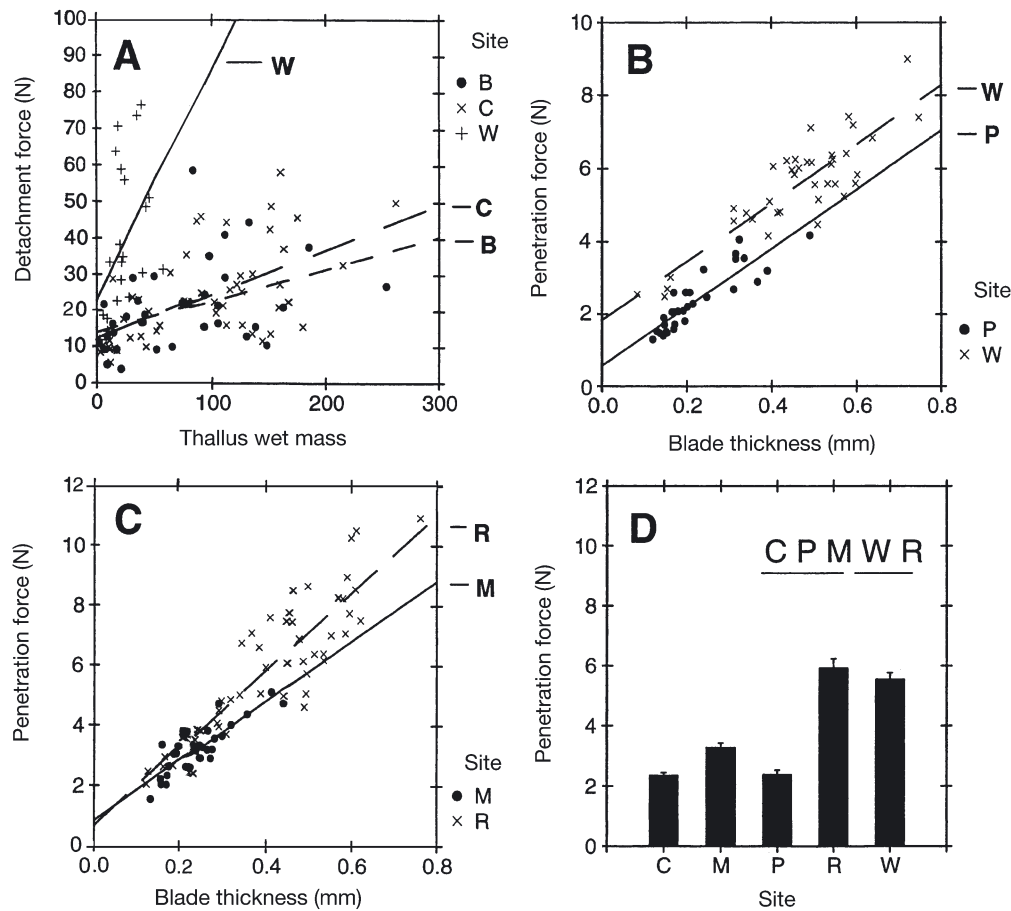 A
Detachment force (N)
100
90
80
70
60
50
40
30
20
10
0
0 100 200 300
Thallus wet mass
W
C
B
Site
B
C
W
B
Penetration force (N)
10
8
6
4
2
0
0.0 0.2 0.4 0.6 0.8
Blade thickness (mm)
W
P
Site
P
W
C
Penetration force (N)
12
10
8
6
4
2
0
0.0 0.2 0.4 0.6 0.8
Blade thickness (mm)
R
M
Site
M
R
D
C P M W R
Penetration force (N)
12
10
8
6
4
2
0
C M P R W
Site